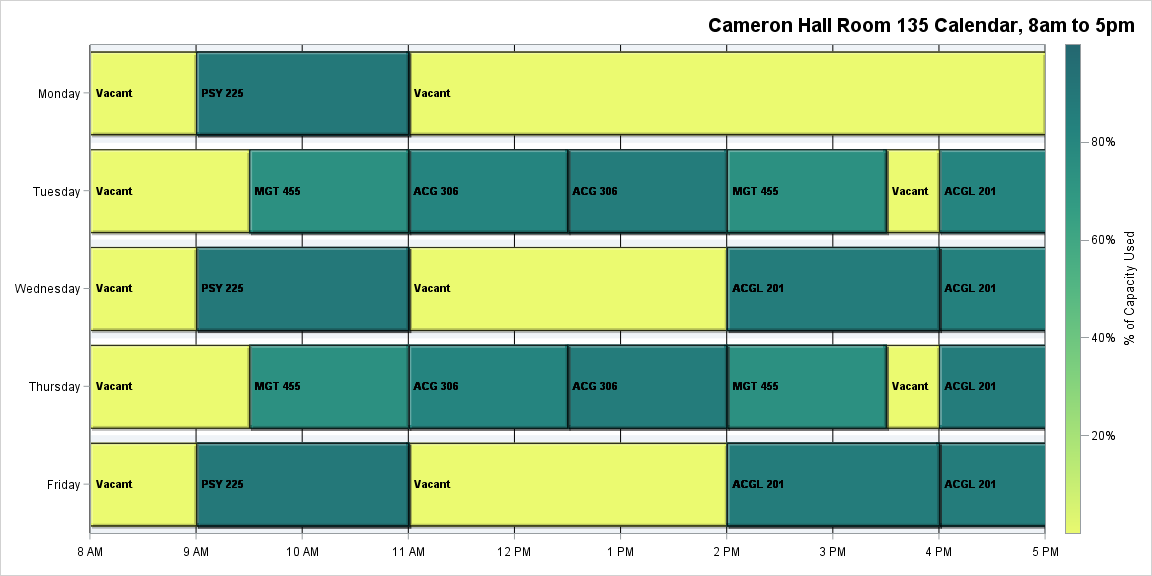 Cameron Hall Room 135 Calendar, 8am to 5pm
Monday
Vacant
PSY 225
Vacant
Tuesday
Vacant
MGT 455
ACG 306
ACG 306
MGT 455
Vacant
ACGL 201
Wednesday
Vacant
PSY 225
Vacant
ACGL 201
ACGL 201
Thursday
Vacant
MGT 455
ACG 306
ACG 306
MGT 455
Vacant
ACGL 201
Friday
Vacant
PSY 225
Vacant
ACGL 201
ACGL 201
8 AM
9 AM
10 AM
11 AM
12 PM
1 PM
2 PM
3 PM
4 PM
5 PM
80%
60%
40%
20%
% of Capacity Used